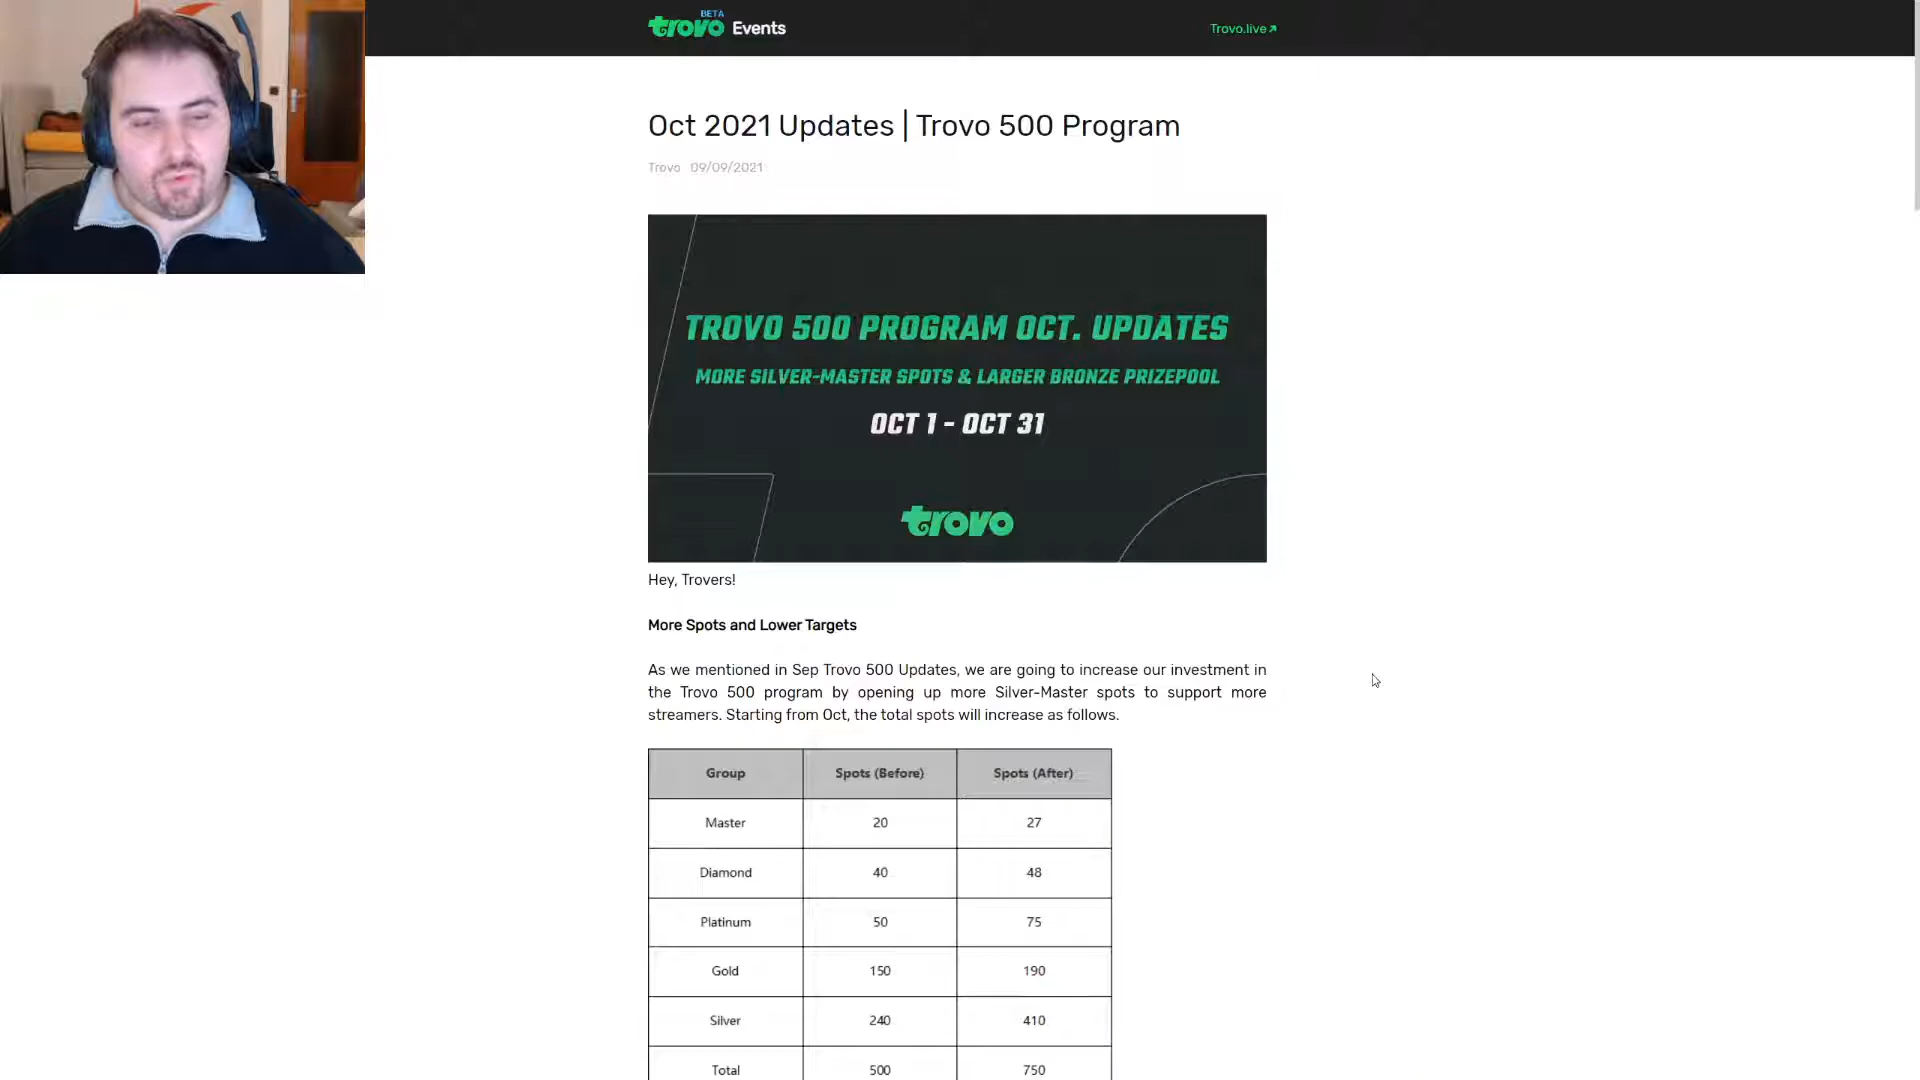 BETA
trovo Events
Trovo.live
Oct 2021 Updates | Trovo 500 Program
Trovo 09/09/2021
TROVO 500 PROGRAM OCT. UPDATES
MORE SILVER-MASTER SPOTS & LARGER BRONZE PRIZEPOOL
OCT 1 - OCT 31
trovo
Hey, Trovers!
More Spots and Lower Targets
As we mentioned in Sep Trovo 500 Updates, we are going to increase our investment in
the Trovo 500 program by opening up more Silver-Master spots to support more
streamers. Starting from Oct, the total spots will increase as follows.
Group Spots (Before) Spots (After)
Master 20 27
Diamond 40 48
Platinum 50 75
Gold 150 190
Silver 240 410
Total 500 750